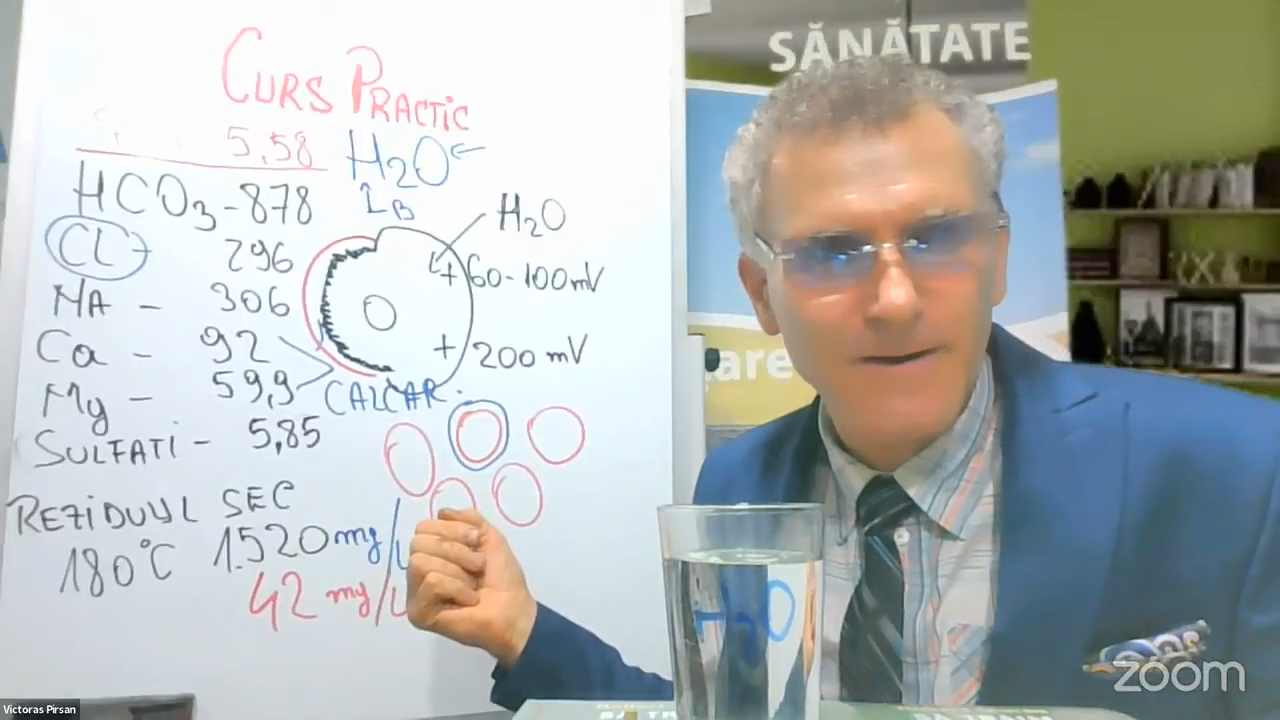 CURS PRACTIC
5,58 H2O
HCO3-878
LB
CL- 296
H2O
+60-100mV
NA - 306
Ca - 92
+200 mV
Mg - 59,9
CALCAR.
SULFATI - 5,85
REZIDUUL SEC
180°C 1.520 mg/L
42 mg/L
SĂNĂTATE
are
H2O
zoom
Victoras Pirsan